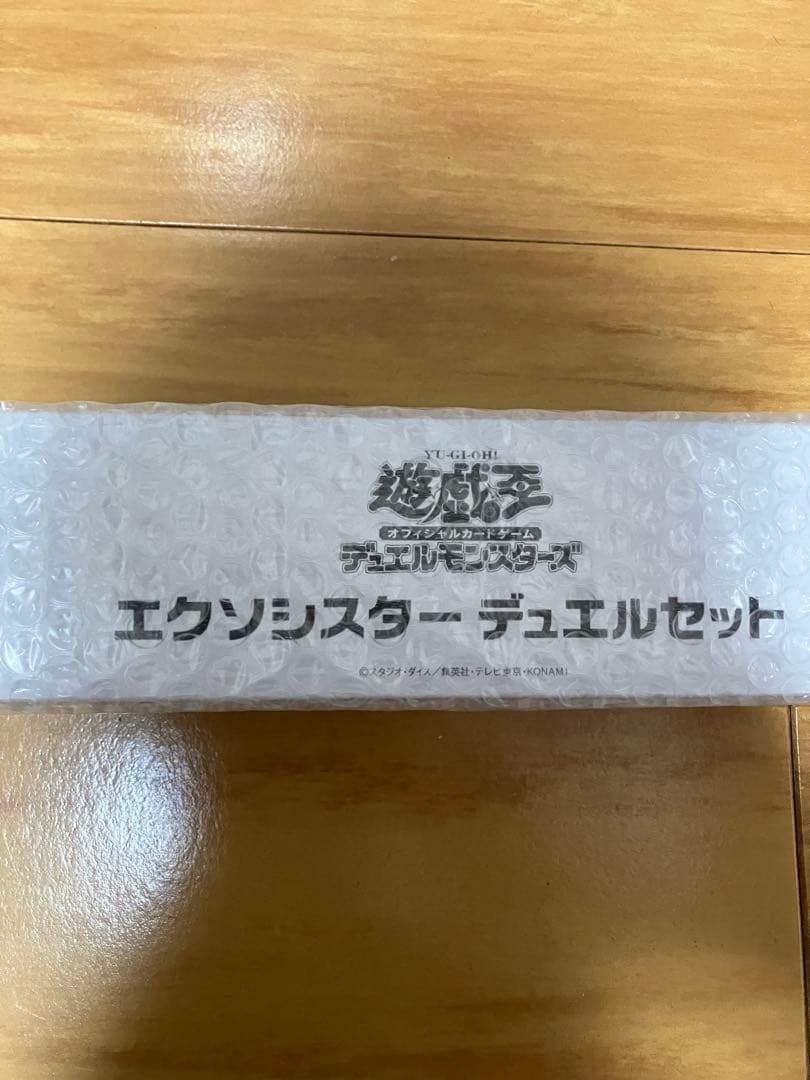 YU-GI-OH!
遊戯王
オフィシャルカードゲーム
デュエルモンスターズ
エクソシスター デュエルセット
©スタジオ・ダイス／集英社・テレビ東京・KONAMI